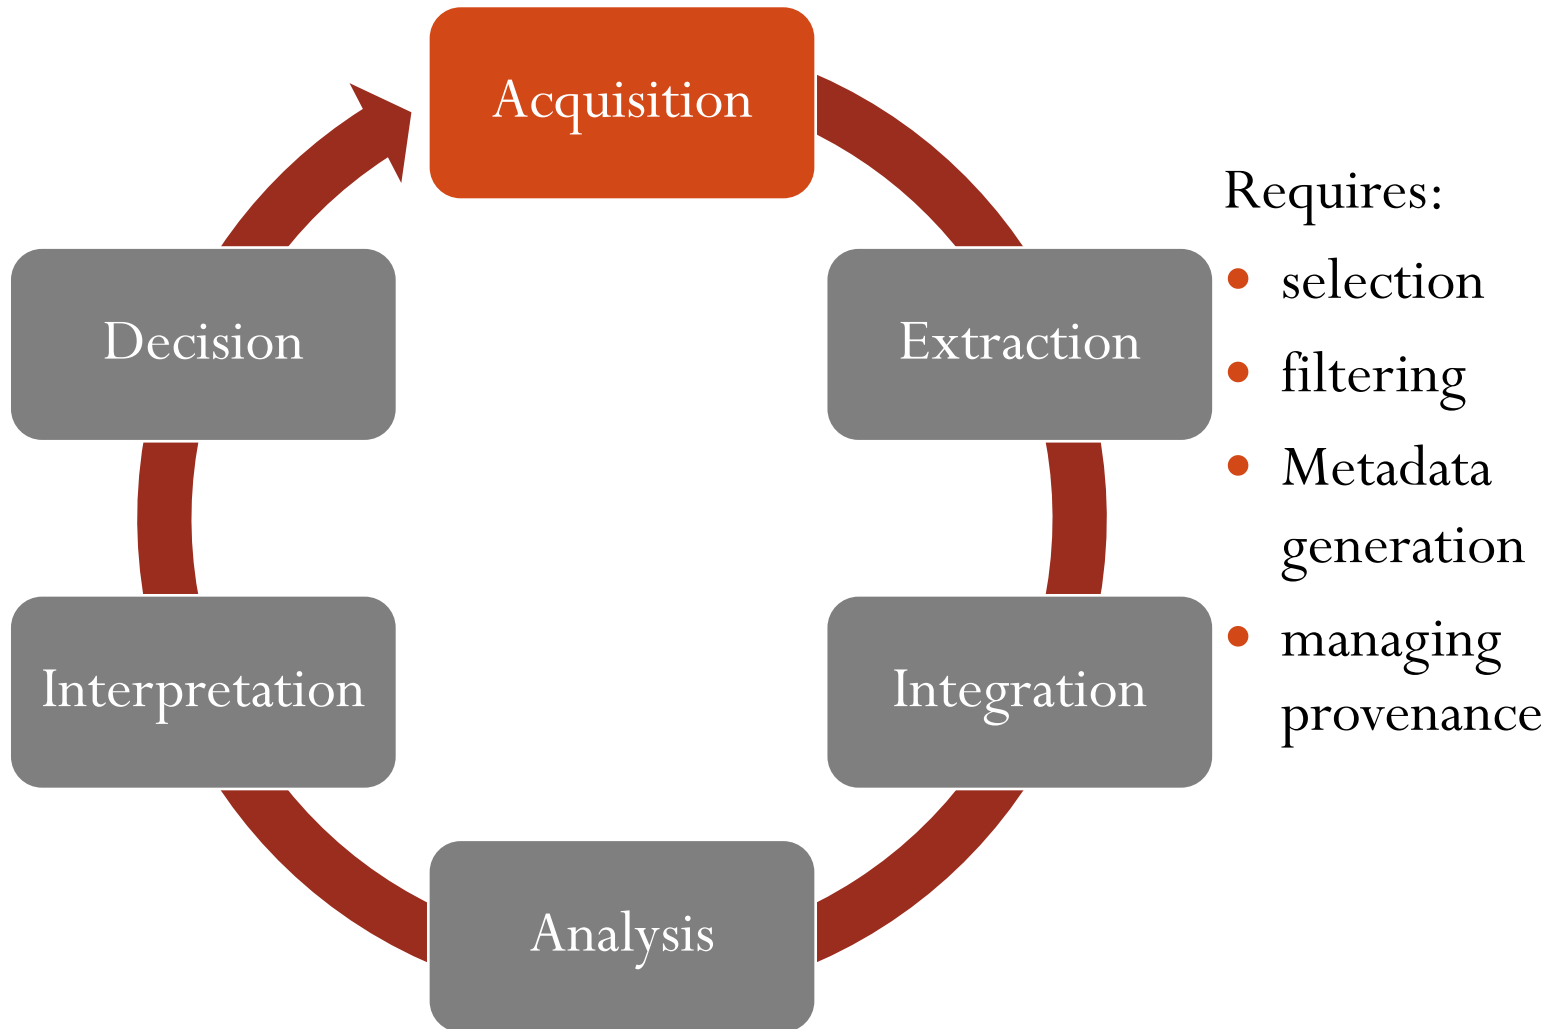 Acquisition
Extraction
Integration
Analysis
Interpretation
Decision
Requires:
• selection
• filtering
• Metadata
generation
• managing
provenance